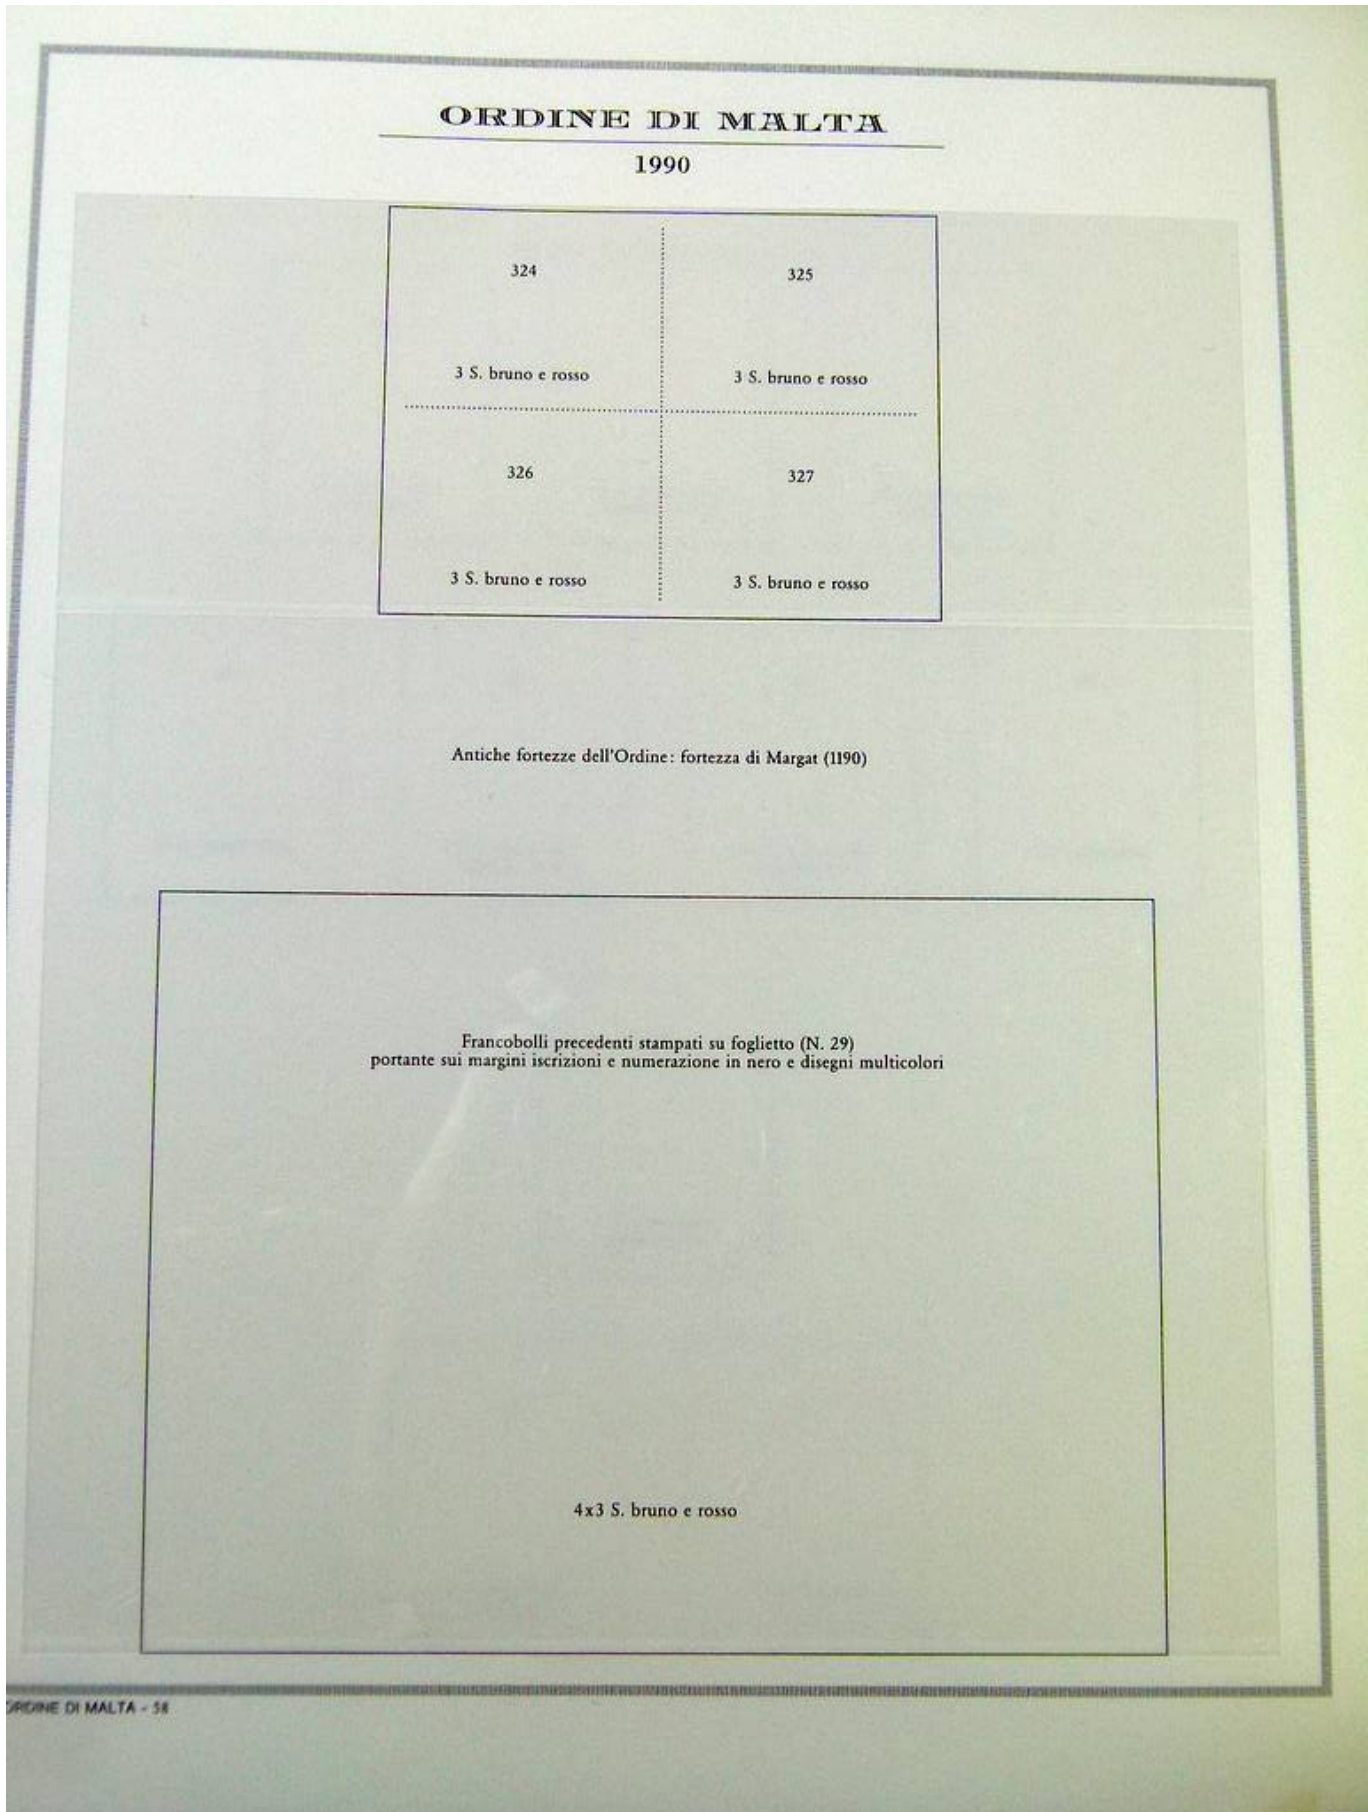 ORDINE DI MALTA
1990
324
325
3 S. bruno e rosso
3 S. bruno e rosso
326
327
3 S. bruno e rosso
3 S. bruno e rosso
Antiche fortezze dell'Ordine: fortezza di Margat (1190)
Francobolli precedenti stampati su foglietto (N. 29)
portante sui margini iscrizioni e numerazione in nero e disegni multicolori
4x3 S. bruno e rosso
ORDINE DI MALTA - 58